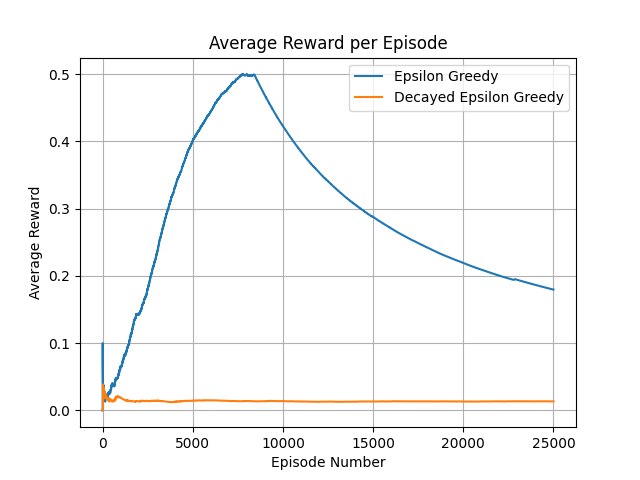 Average Reward per Episode
Epsilon Greedy
Decayed Epsilon Greedy
Average Reward
0.5
0.4
0.3
0.2
0.1
0.0
0 5000 10000 15000 20000 25000
Episode Number